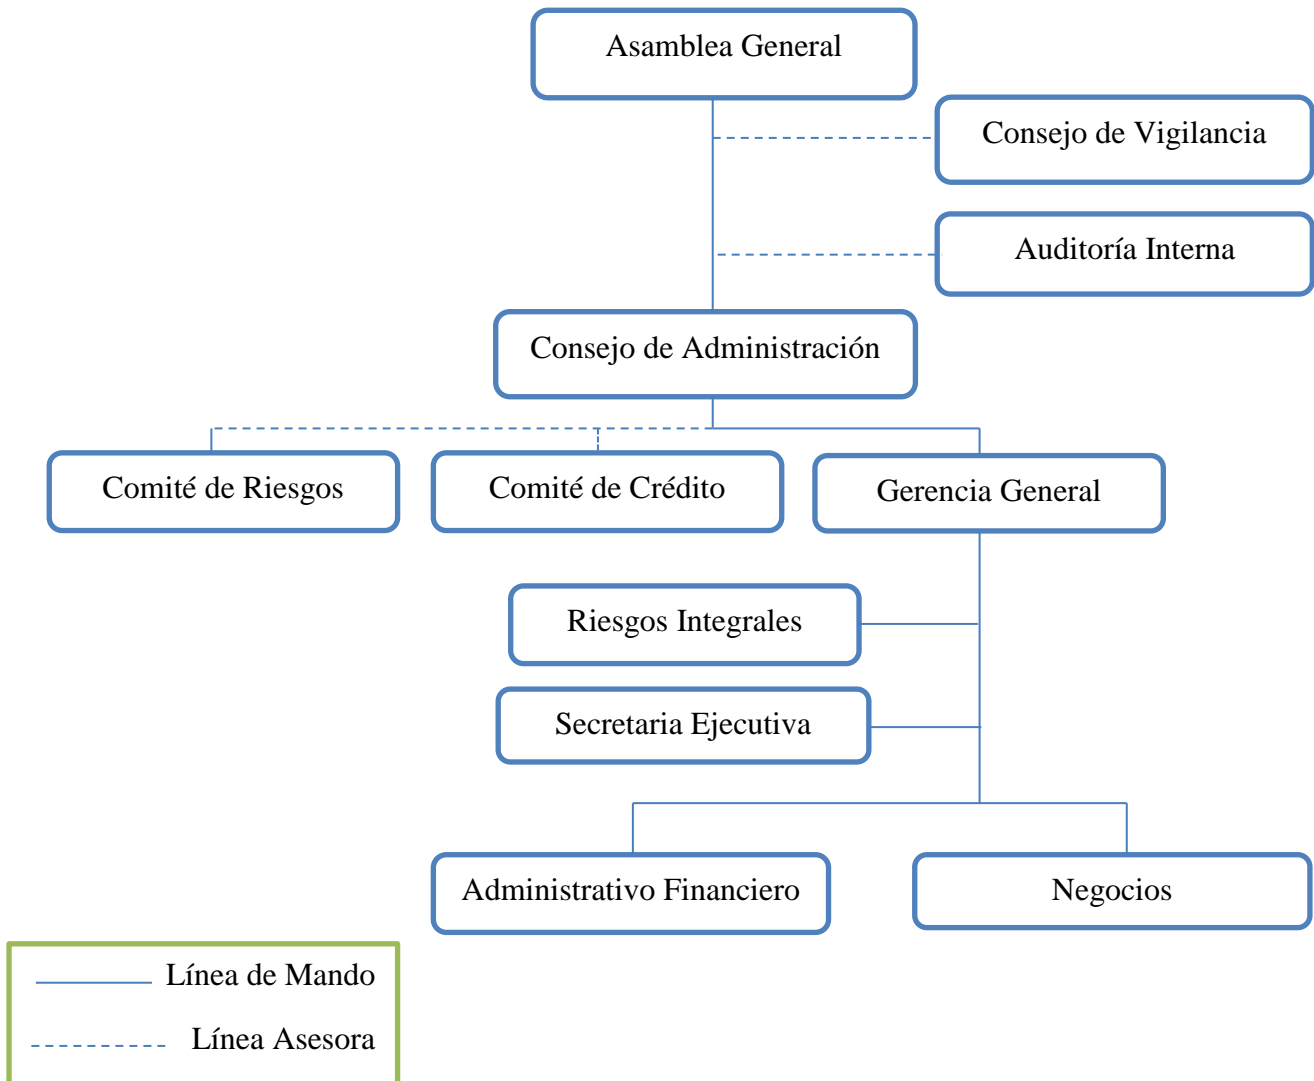 Asamblea General
Consejo de Vigilancia
Auditoría Interna
Consejo de Administración
Comité de Riesgos
Comité de Crédito
Gerencia General
Riesgos Integrales
Secretaria Ejecutiva
Administrativo Financiero
Negocios
Línea de Mando
Línea Asesora